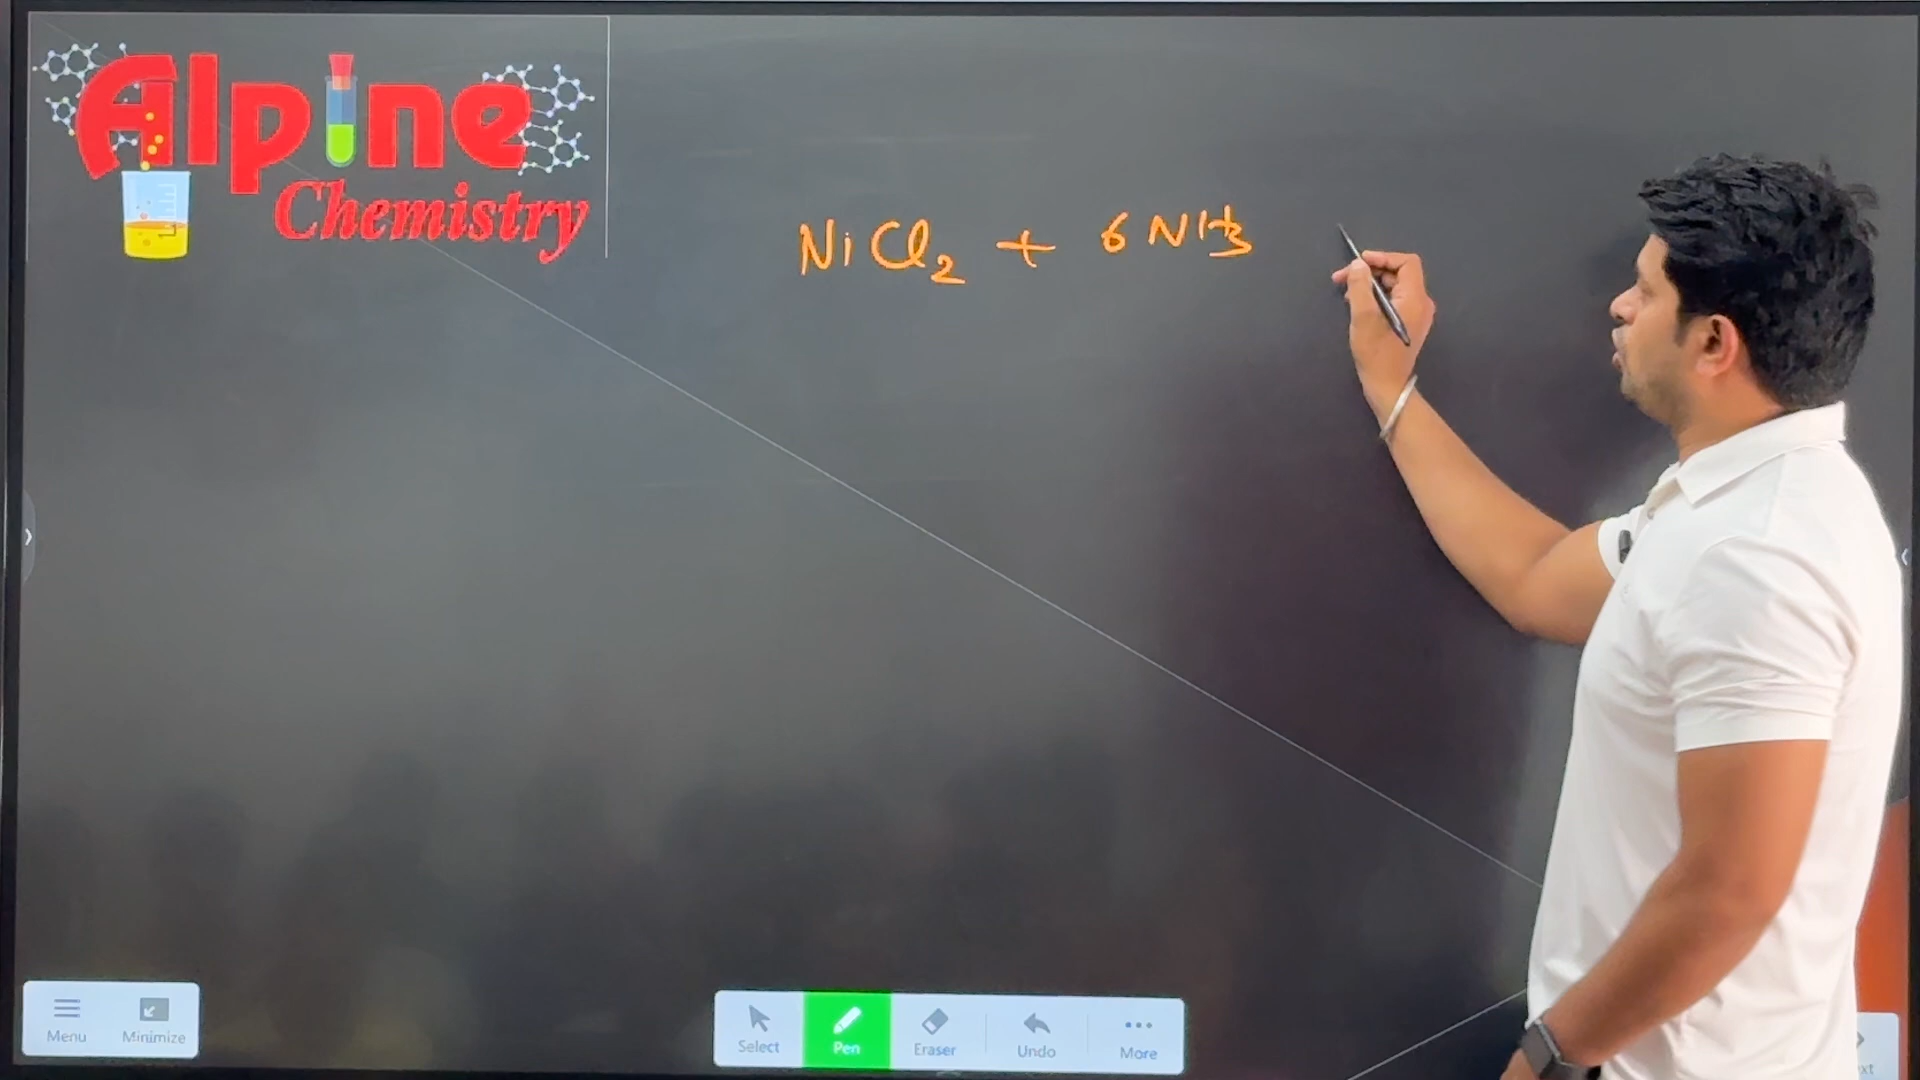 Alpine
Chemistry
NiCl2 + 6NH3
Menu
Minimize
Select
Pen
Eraser
Undo
More